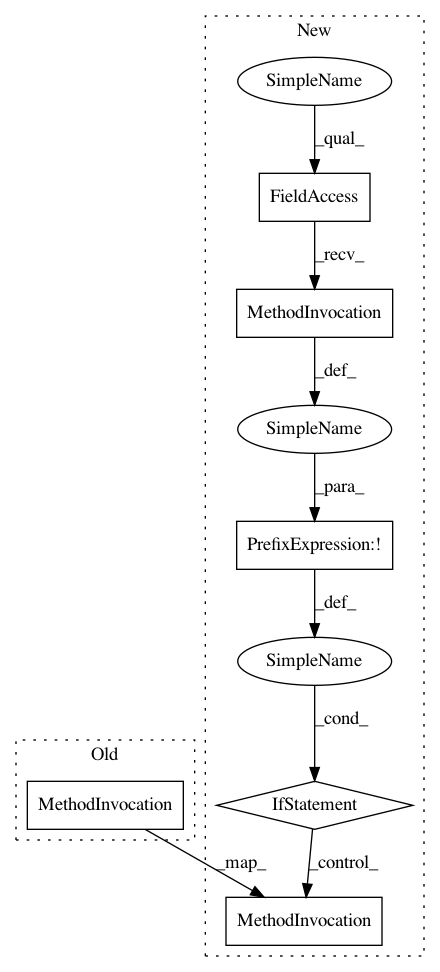 New
SimpleName
_qual_
FieldAccess
_recv_
MethodInvocation
_def_
SimpleName
_para_
PrefixExpression:!
_def_
SimpleName
_cond_
Old
MethodInvocation
IfStatement
_map_
_control_
MethodInvocation